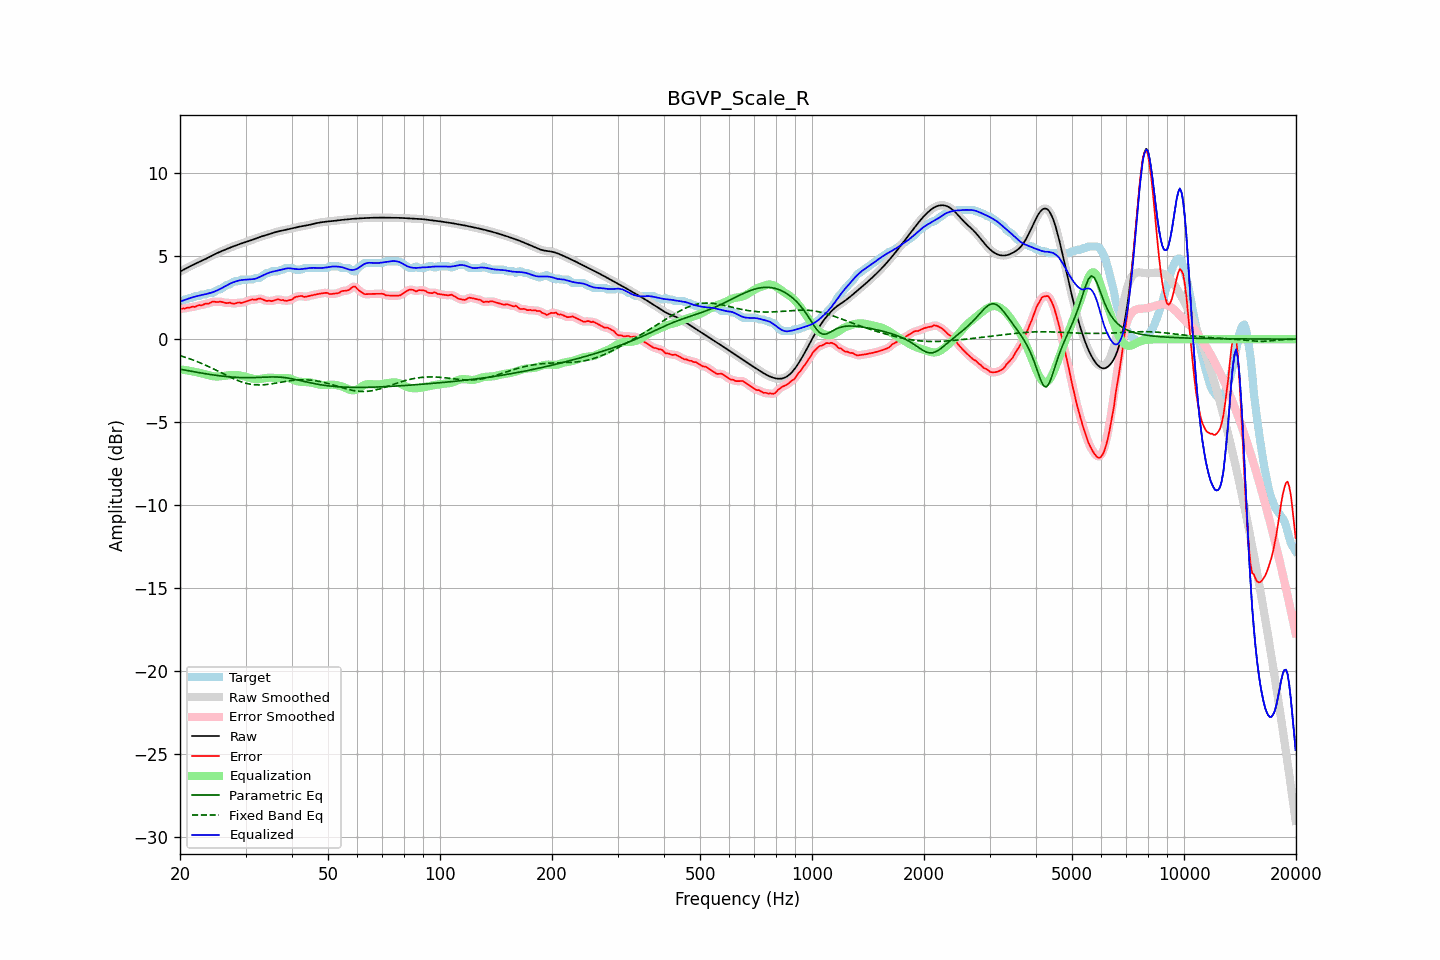 BGVP_Scale_R
10
5
0
−5
−10
−15
−20
−25
−30
Amplitude (dBr)
Target
Raw Smoothed
Error Smoothed
Raw
Error
Equalization
Parametric Eq
Fixed Band Eq
Equalized
20 50 100 200 500 1000 2000 5000 10000 20000
Frequency (Hz)